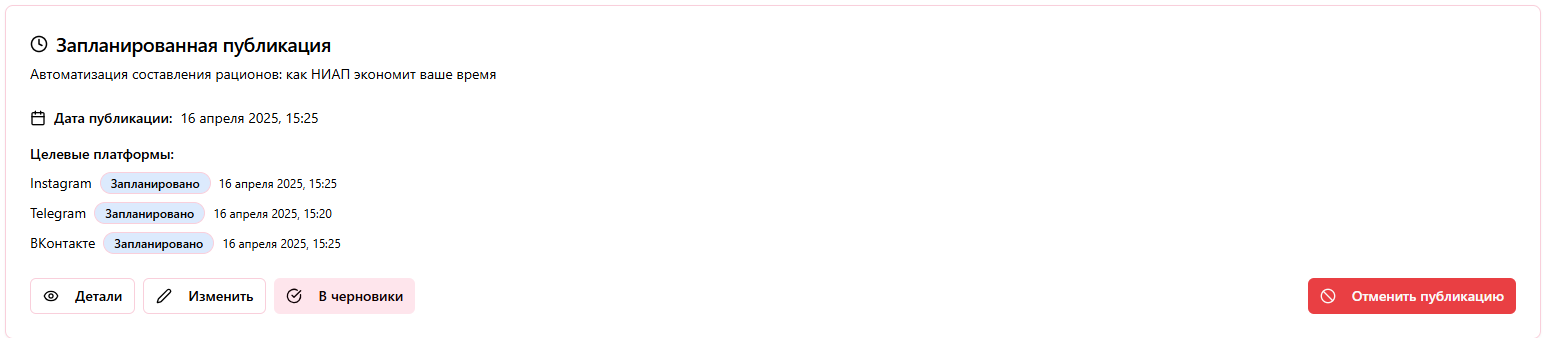 Запланированная публикация
Автоматизация составления рационов: как НИАП экономит ваше время
Дата публикации: 16 апреля 2025, 15:25
Целевые платформы:
Instagram Запланировано 16 апреля 2025, 15:25
Telegram Запланировано 16 апреля 2025, 15:20
ВКонтакте Запланировано 16 апреля 2025, 15:25
Детали Изменить В черновики Отменить публикацию